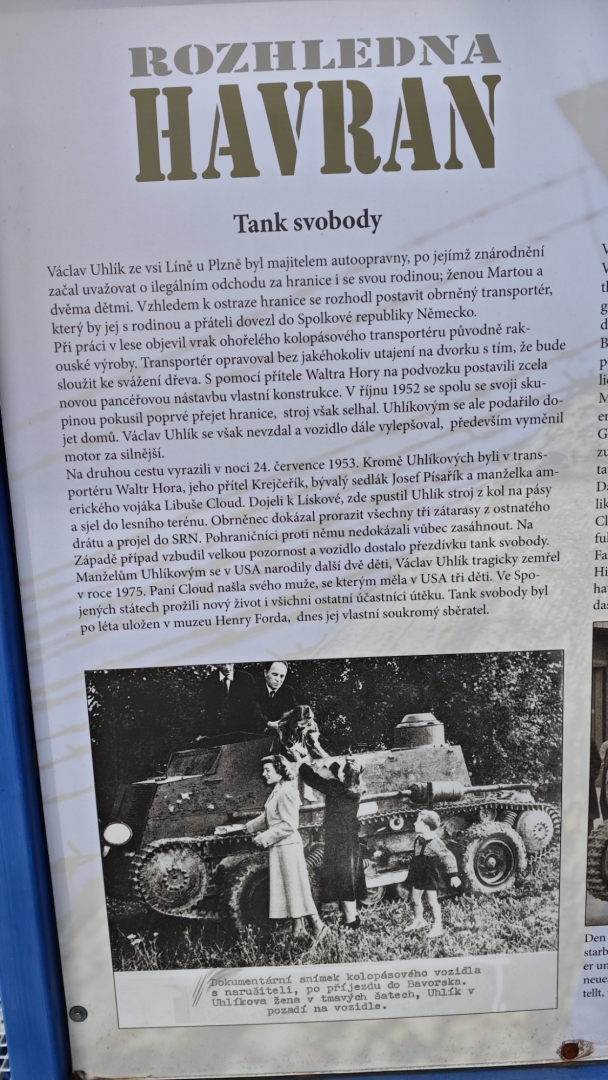 ROZHLEDNA
HAVRAN
Tank svobody
Václav Uhlík ze vsi Líně u Plzně byl majitelem autoopravny, po jejímž znárodnění
začal uvažovat o ilegálním odchodu za hranice i se svou rodinou; ženou Martou a
dvěma dětmi. Vzhledem k ostraze hranice se rozhodl postavit obrněný transportér,
který by jej s rodinou a přáteli dovezl do Spolkové republiky Německo.
Při práci v lese objevil vrak ohořelého kolopásového transportéru původně rak-
ouské výroby. Transportér opravoval bez jakéhokoliv utajení na dvorku s tím, že bude
sloužit ke svážení dřeva. S pomocí přítele Waltra Hory na podvozku postavili zcela
novou pancéřovou nástavbu vlastní konstrukce. V říjnu 1952 se spolu se svoji sku-
pinou pokusil poprvé přejet hranice, stroj však selhal. Uhlíkovým se ale podařilo do-
jet domů. Václav Uhlík se však nevzdal a vozidlo dále vylepšoval, především vyměnil
motor za silnější.
Na druhou cestu vyrazili v noci 24. července 1953. Kromě Uhlíkových byli v trans-
portéru Waltr Hora, jeho přítel Krejčeřík, bývalý sedlák Josef Písařík a manželka am-
erického vojáka Libuše Cloud. Dojeli k Lískové, zde spustil Uhlík stroj z kol na pásy
a sjel do lesního terénu. Obrněnec dokázal prorazit všechny tři zátarasy z ostnatého
drátu a projel do SRN. Pohraničníci proti němu nedokázali vůbec zasáhnout. Na
Západě případ vzbudil velkou pozornost a vozidlo dostalo přezdívku tank svobody.
Manželům Uhlíkovým se v USA narodily další dvě děti, Václav Uhlík tragicky zemřel
v roce 1975. Paní Cloud našla svého muže, se kterým měla v USA tři děti. Ve Spo-
jených státech prožili nový život i všichni ostatní účastníci útěku. Tank svobody byl
po léta uložen v muzeu Henry Forda, dnes jej vlastní soukromý sběratel.
Dokumentární snímek kolopásového vozidla
s narušiteli, po příjezdu do Bavorska.
Uhlíkova žena v tmavých šatech, Uhlík v
pozadí na vozidle.
Den
starb
er un
neue
tellt,